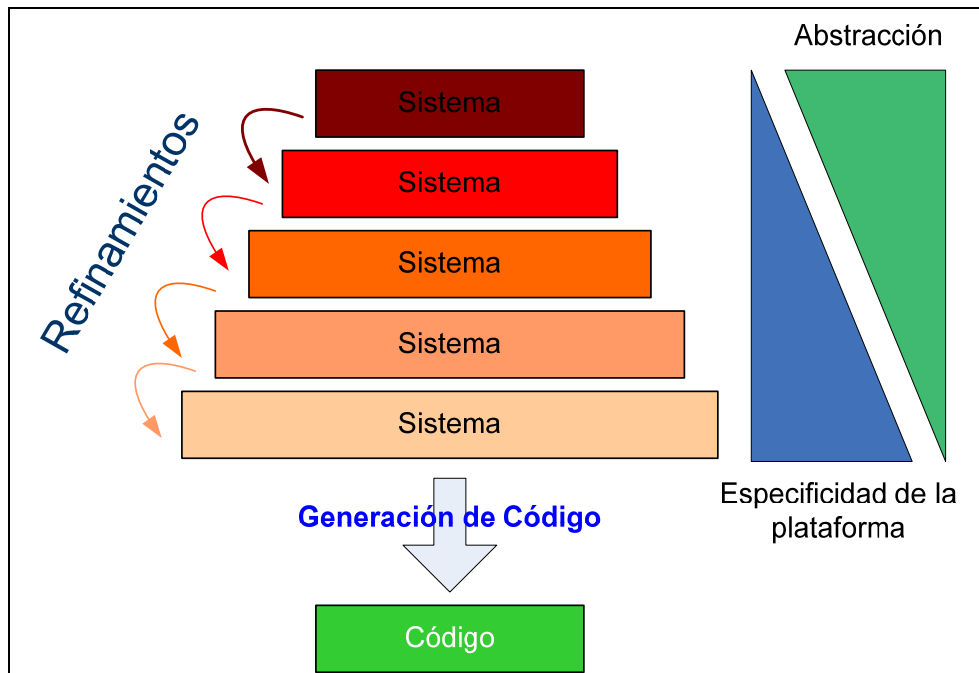 Abstracción
Refinamientos
Sistema
Sistema
Sistema
Sistema
Sistema
Especificidad de la
plataforma
Generación de Código
Código